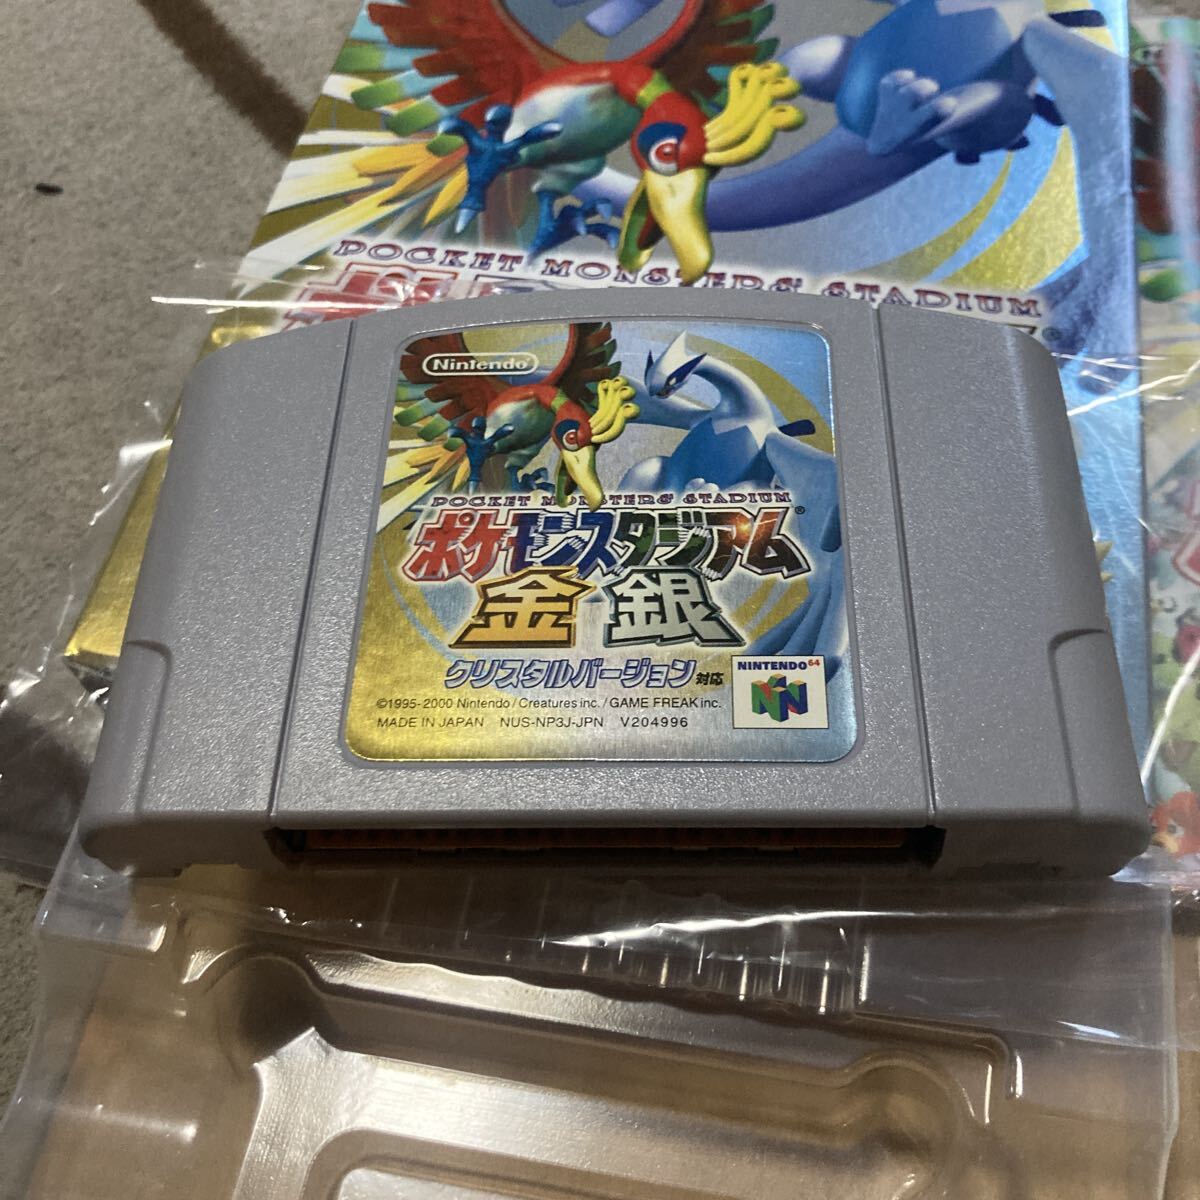 POCKET MONSTERS STADIUM
Nintendo
POCKET MONSTERS STADIUM
ポケモンスタジアム®
金 銀
クリスタルバージョン対応
NINTENDO 64
©1995-2000 Nintendo/Creatures inc./GAME FREAK inc.
MADE IN JAPAN NUS-NP3J-JPN V204996